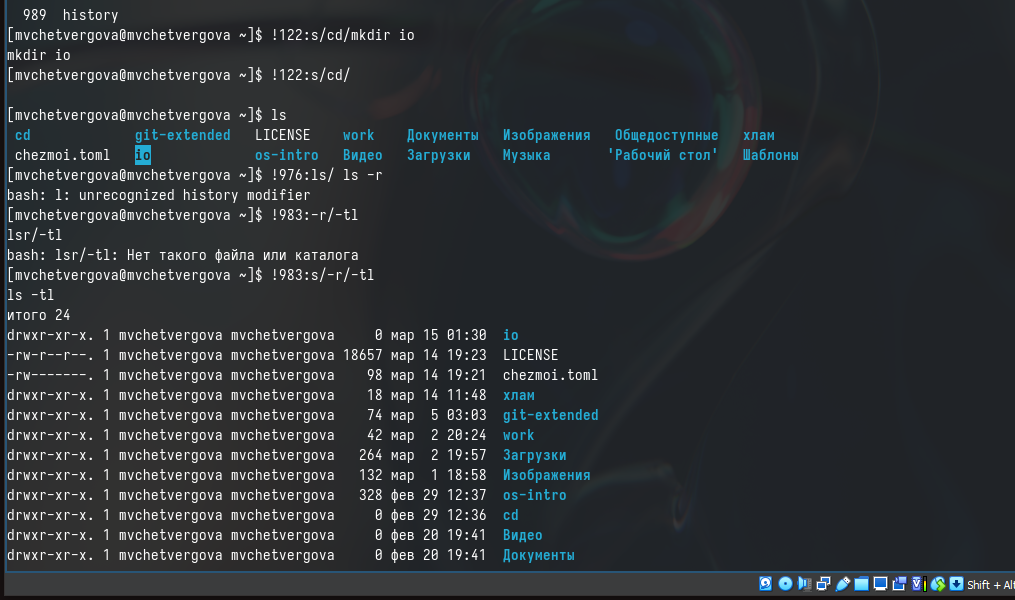 989  history
[mvchetvergova@mvchetvergova ~]$ !122:s/cd/mkdir io
mkdir io
[mvchetvergova@mvchetvergova ~]$ !122:s/cd/

[mvchetvergova@mvchetvergova ~]$ ls
cd             git-extended   LICENSE    work    Документы   Изображения   Общедоступные   хлам
chezmoi.toml   io             os-intro   Видео   Загрузки    Музыка       'Рабочий стол'   Шаблоны
[mvchetvergova@mvchetvergova ~]$ !976:ls/ ls -r
bash: l: unrecognized history modifier
[mvchetvergova@mvchetvergova ~]$ !983:-r/-tl
lsr/-tl
bash: lsr/-tl: Нет такого файла или каталога
[mvchetvergova@mvchetvergova ~]$ !983:s/-r/-tl
ls -tl
итого 24
drwxr-xr-x. 1 mvchetvergova mvchetvergova     0 мар 15 01:30  io
-rw-r--r--. 1 mvchetvergova mvchetvergova 18657 мар 14 19:23  LICENSE
-rw-------. 1 mvchetvergova mvchetvergova    98 мар 14 19:21  chezmoi.toml
drwxr-xr-x. 1 mvchetvergova mvchetvergova    18 мар 14 11:48  хлам
drwxr-xr-x. 1 mvchetvergova mvchetvergova    74 мар  5 03:03  git-extended
drwxr-xr-x. 1 mvchetvergova mvchetvergova    42 мар  2 20:24  work
drwxr-xr-x. 1 mvchetvergova mvchetvergova   264 мар  2 19:57  Загрузки
drwxr-xr-x. 1 mvchetvergova mvchetvergova   132 мар  1 18:58  Изображения
drwxr-xr-x. 1 mvchetvergova mvchetvergova   328 фев 29 12:37  os-intro
drwxr-xr-x. 1 mvchetvergova mvchetvergova     0 фев 29 12:36  cd
drwxr-xr-x. 1 mvchetvergova mvchetvergova     0 фев 20 19:41  Видео
drwxr-xr-x. 1 mvchetvergova mvchetvergova     0 фев 20 19:41  Документы
Shift + Alt